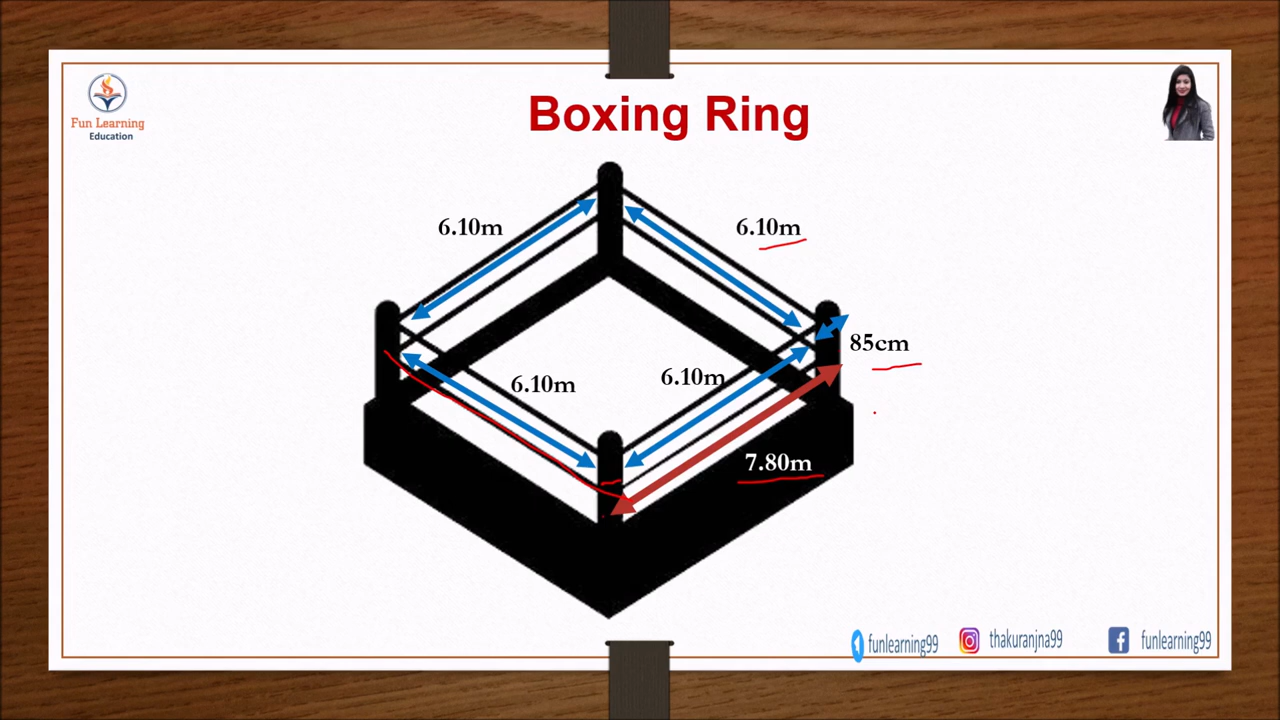 Fun Learning
Education
Boxing Ring
6.10m
6.10m
85cm
6.10m
6.10m
7.80m
funlearning99
thakuranjna99
funlearning99